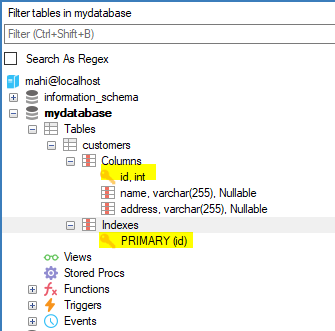 Filter tables in mydatabase
Filter (Ctrl+Shift+B)
Search As Regex
mahi@localhost
information_schema
mydatabase
Tables
customers
Columns
id, int
name, varchar(255), Nullable
address, varchar(255), Nullable
Indexes
PRIMARY (id)
Views
Stored Procs
Functions
Triggers
Events